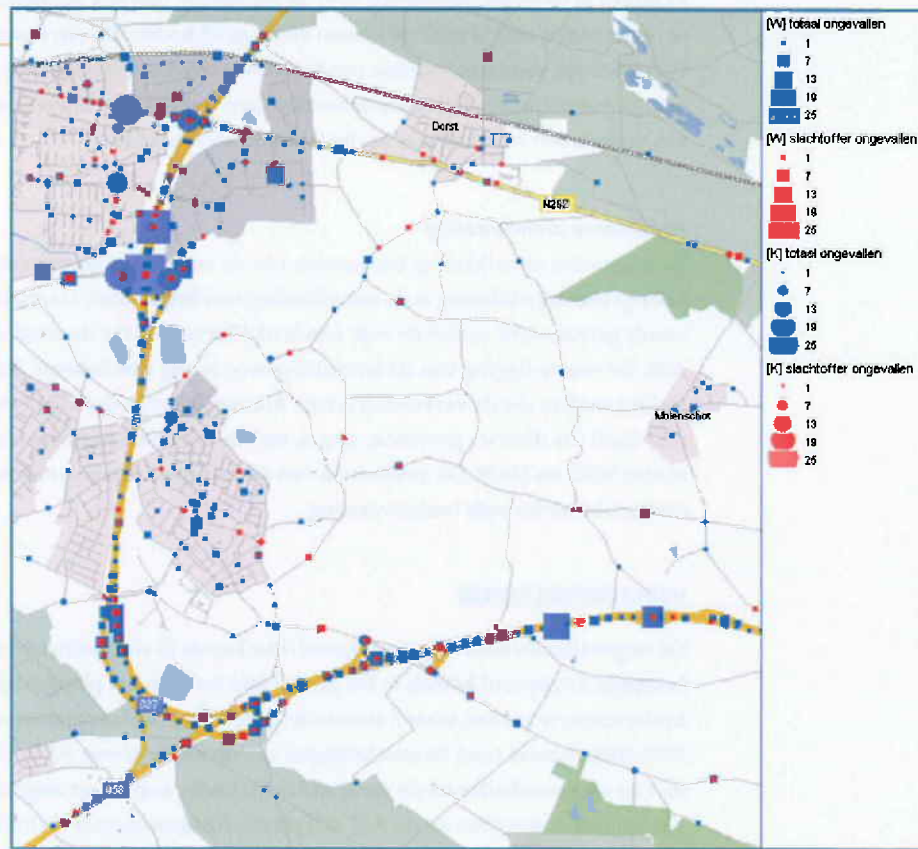 [W] totaal ongevallen
1
7
13
19
25
[W] slachtoffer ongevallen
1
7
13
19
25
[K] totaal ongevallen
1
7
13
19
25
[K] slachtoffer ongevallen
1
7
13
19
25
Dorst
N282
Molenschot